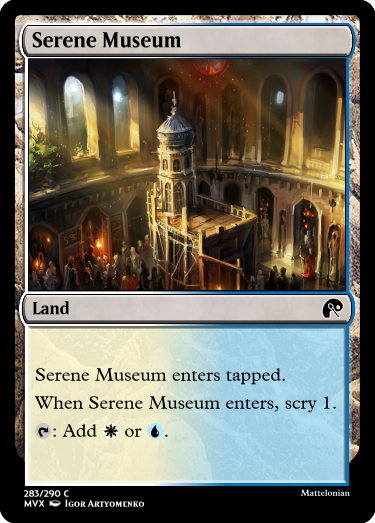 Serene Museum
Land
Serene Museum enters tapped.
When Serene Museum enters, scry 1.
: Add or .
283/290 C
Mattelonian
MVX Igor Artyomenko